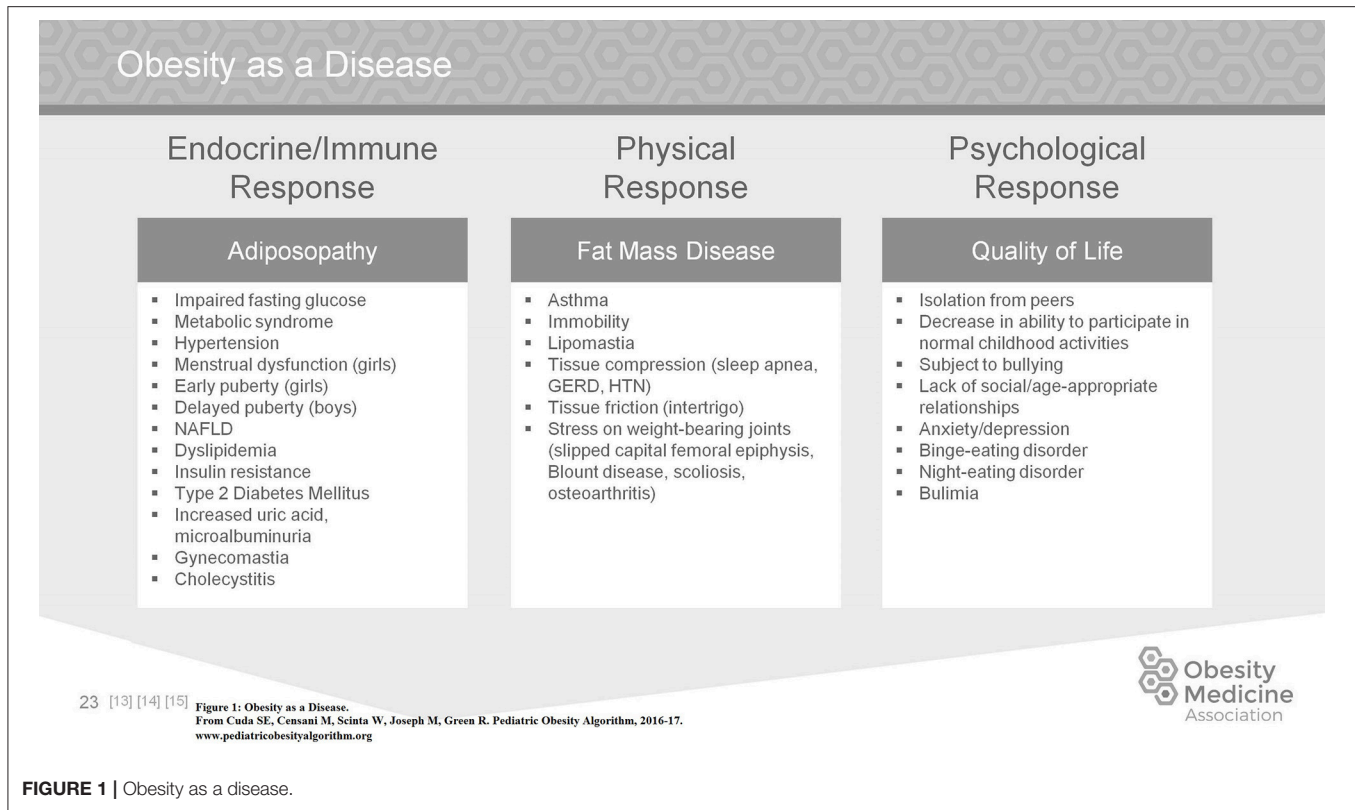 Obesity as a Disease
Endocrine/Immune
Response
Adiposopathy
▪ Impaired fasting glucose
▪ Metabolic syndrome
▪ Hypertension
▪ Menstrual dysfunction (girls)
▪ Early puberty (girls)
▪ Delayed puberty (boys)
▪ NAFLD
▪ Dyslipidemia
▪ Insulin resistance
▪ Type 2 Diabetes Mellitus
▪ Increased uric acid,
microalbuminuria
▪ Gynecomastia
▪ Cholecystitis
Physical
Response
Fat Mass Disease
▪ Asthma
▪ Immobility
▪ Lipomastia
▪ Tissue compression (sleep apnea,
GERD, HTN)
▪ Tissue friction (intertrigo)
▪ Stress on weight-bearing joints
(slipped capital femoral epiphysis,
Blount disease, scoliosis,
osteoarthritis)
Psychological
Response
Quality of Life
▪ Isolation from peers
▪ Decrease in ability to participate in
normal childhood activities
▪ Subject to bullying
▪ Lack of social/age-appropriate
relationships
▪ Anxiety/depression
▪ Binge-eating disorder
▪ Night-eating disorder
▪ Bulimia
Obesity
Medicine
Association
23 [13] [14] [15]
Figure 1: Obesity as a Disease.
From Cuda SE, Censani M, Scinta W, Joseph M, Green R. Pediatric Obesity Algorithm, 2016-17.
www.pediatricobesityalgorithm.org
FIGURE 1 | Obesity as a disease.